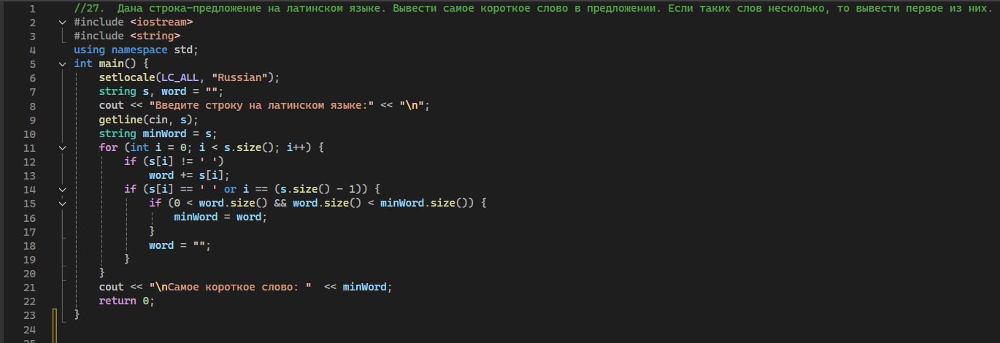 1 //27.  Дана строка-предложение на латинском языке. Вывести самое короткое слово в предложении. Если таких слов несколько, то вывести первое из них.
2 #include <iostream>
3 #include <string>
4 using namespace std;
5 int main() {
6     setlocale(LC_ALL, "Russian");
7     string s, word = "";
8     cout << "Введите строку на латинском языке:" << "\n";
9     getline(cin, s);
10     string minWord = s;
11     for (int i = 0; i < s.size(); i++) {
12         if (s[i] != ' ')
13             word += s[i];
14         if (s[i] == ' ' or i == (s.size() - 1)) {
15             if (0 < word.size() && word.size() < minWord.size()) {
16                 minWord = word;
17             }
18             word = "";
19         }
20     }
21     cout << "\nСамое короткое слово: "  << minWord;
22     return 0;
23 }
24
25